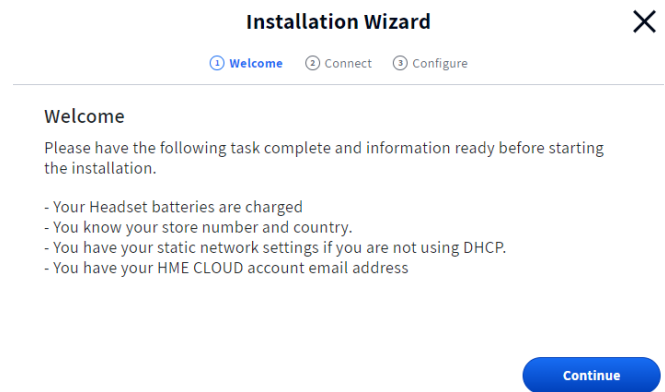 Installation Wizard
1 Welcome 2 Connect 3 Configure
Welcome
Please have the following task complete and information ready before starting
the installation.
- Your Headset batteries are charged
- You know your store number and country.
- You have your static network settings if you are not using DHCP.
- You have your HME CLOUD account email address
Continue